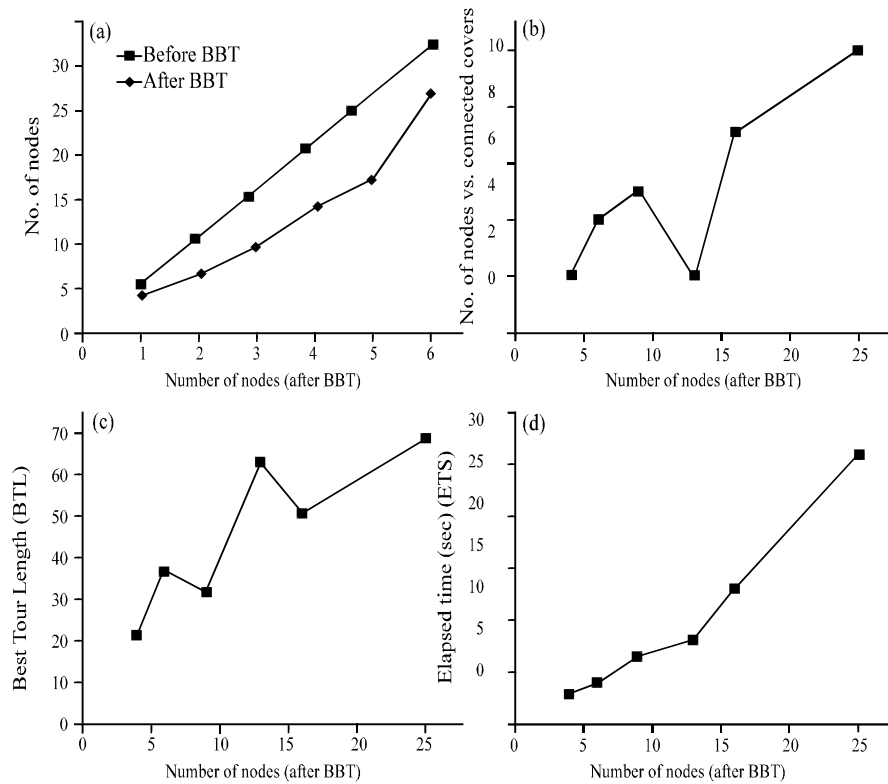 (a)
Before BBT
After BBT
No. of nodes
30
25
20
15
10
5
0
0 1 2 3 4 5 6
Number of nodes (after BBT)
(b)
No. of nodes vs. connected covers
10
8
6
4
2
0
0 5 10 15 20 25
Number of nodes (after BBT)
(c)
Best Tour Length (BTL)
70
60
50
40
30
20
10
0
0 5 10 15 20 25
Number of nodes (after BBT)
(d)
Elapsed time (sec) (ETS)
30
25
20
15
10
5
0
0 5 10 15 20 25
Number of nodes (after BBT)